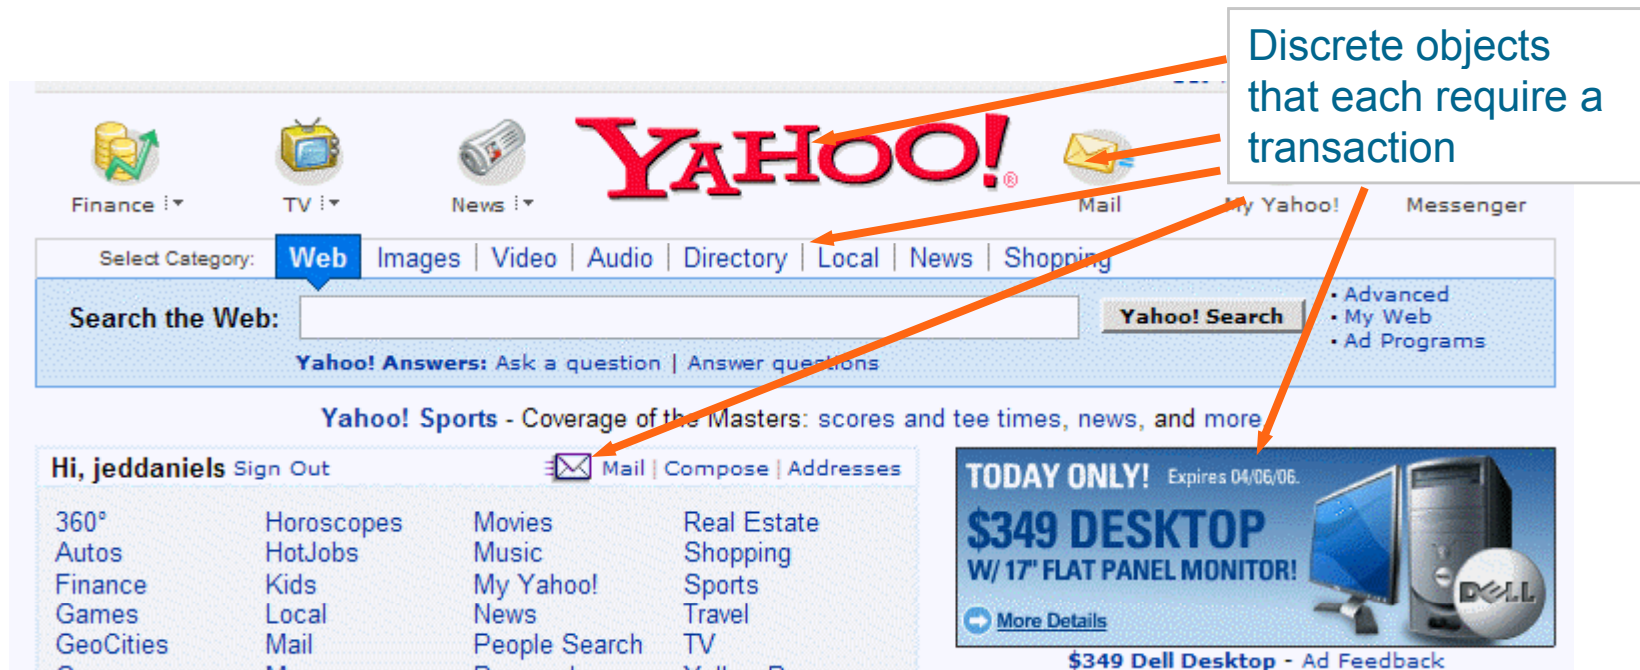 Discrete objects
that each require a
transaction
YAHOO!®
Finance
TV
News
Mail
My Yahoo!
Messenger
Select Category: Web Images | Video | Audio | Directory | Local | News | Shopping
Search the Web:
Yahoo! Search
• Advanced
• My Web
• Ad Programs
Yahoo! Answers: Ask a question | Answer questions
Yahoo! Sports - Coverage of the Masters: scores and tee times, news, and more
Hi, jeddaniels Sign Out
Mail | Compose | Addresses
360° Horoscopes Movies Real Estate
Autos HotJobs Music Shopping
Finance Kids My Yahoo! Sports
Games Local News Travel
GeoCities Mail People Search TV
TODAY ONLY! Expires 04/06/06.
$349 DESKTOP
W/ 17" FLAT PANEL MONITOR!
More Details
DELL
$349 Dell Desktop - Ad Feedback